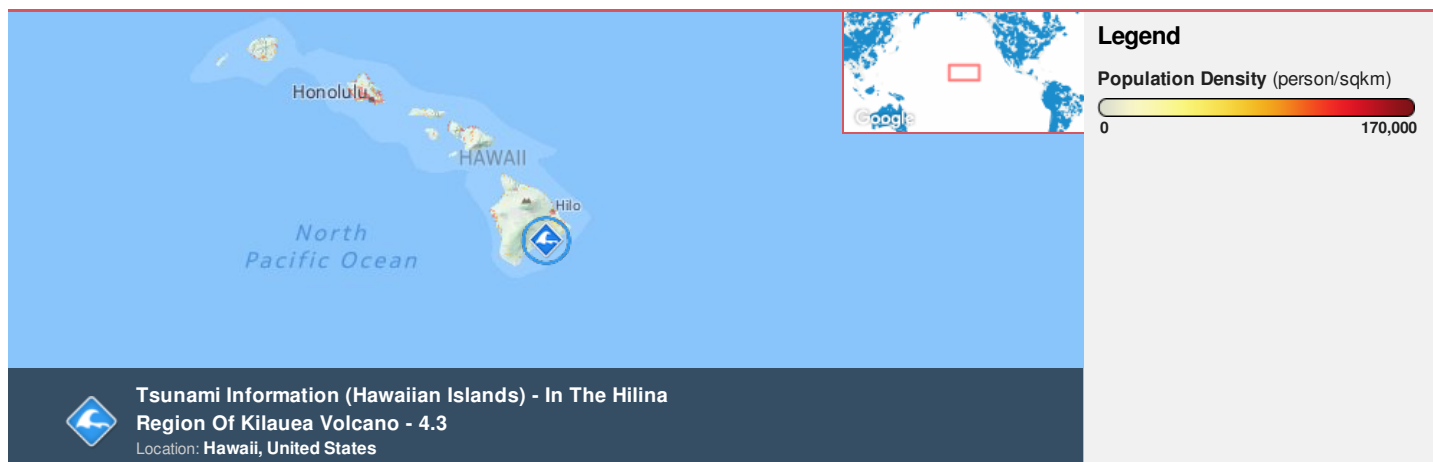 Honolulu
HAWAII
Hilo
North
Pacific Ocean
Google
Legend
Population Density (person/sqkm)
0 170,000
Tsunami Information (Hawaiian Islands) - In The Hilina
Region Of Kilauea Volcano - 4.3
Location: Hawaii, United States